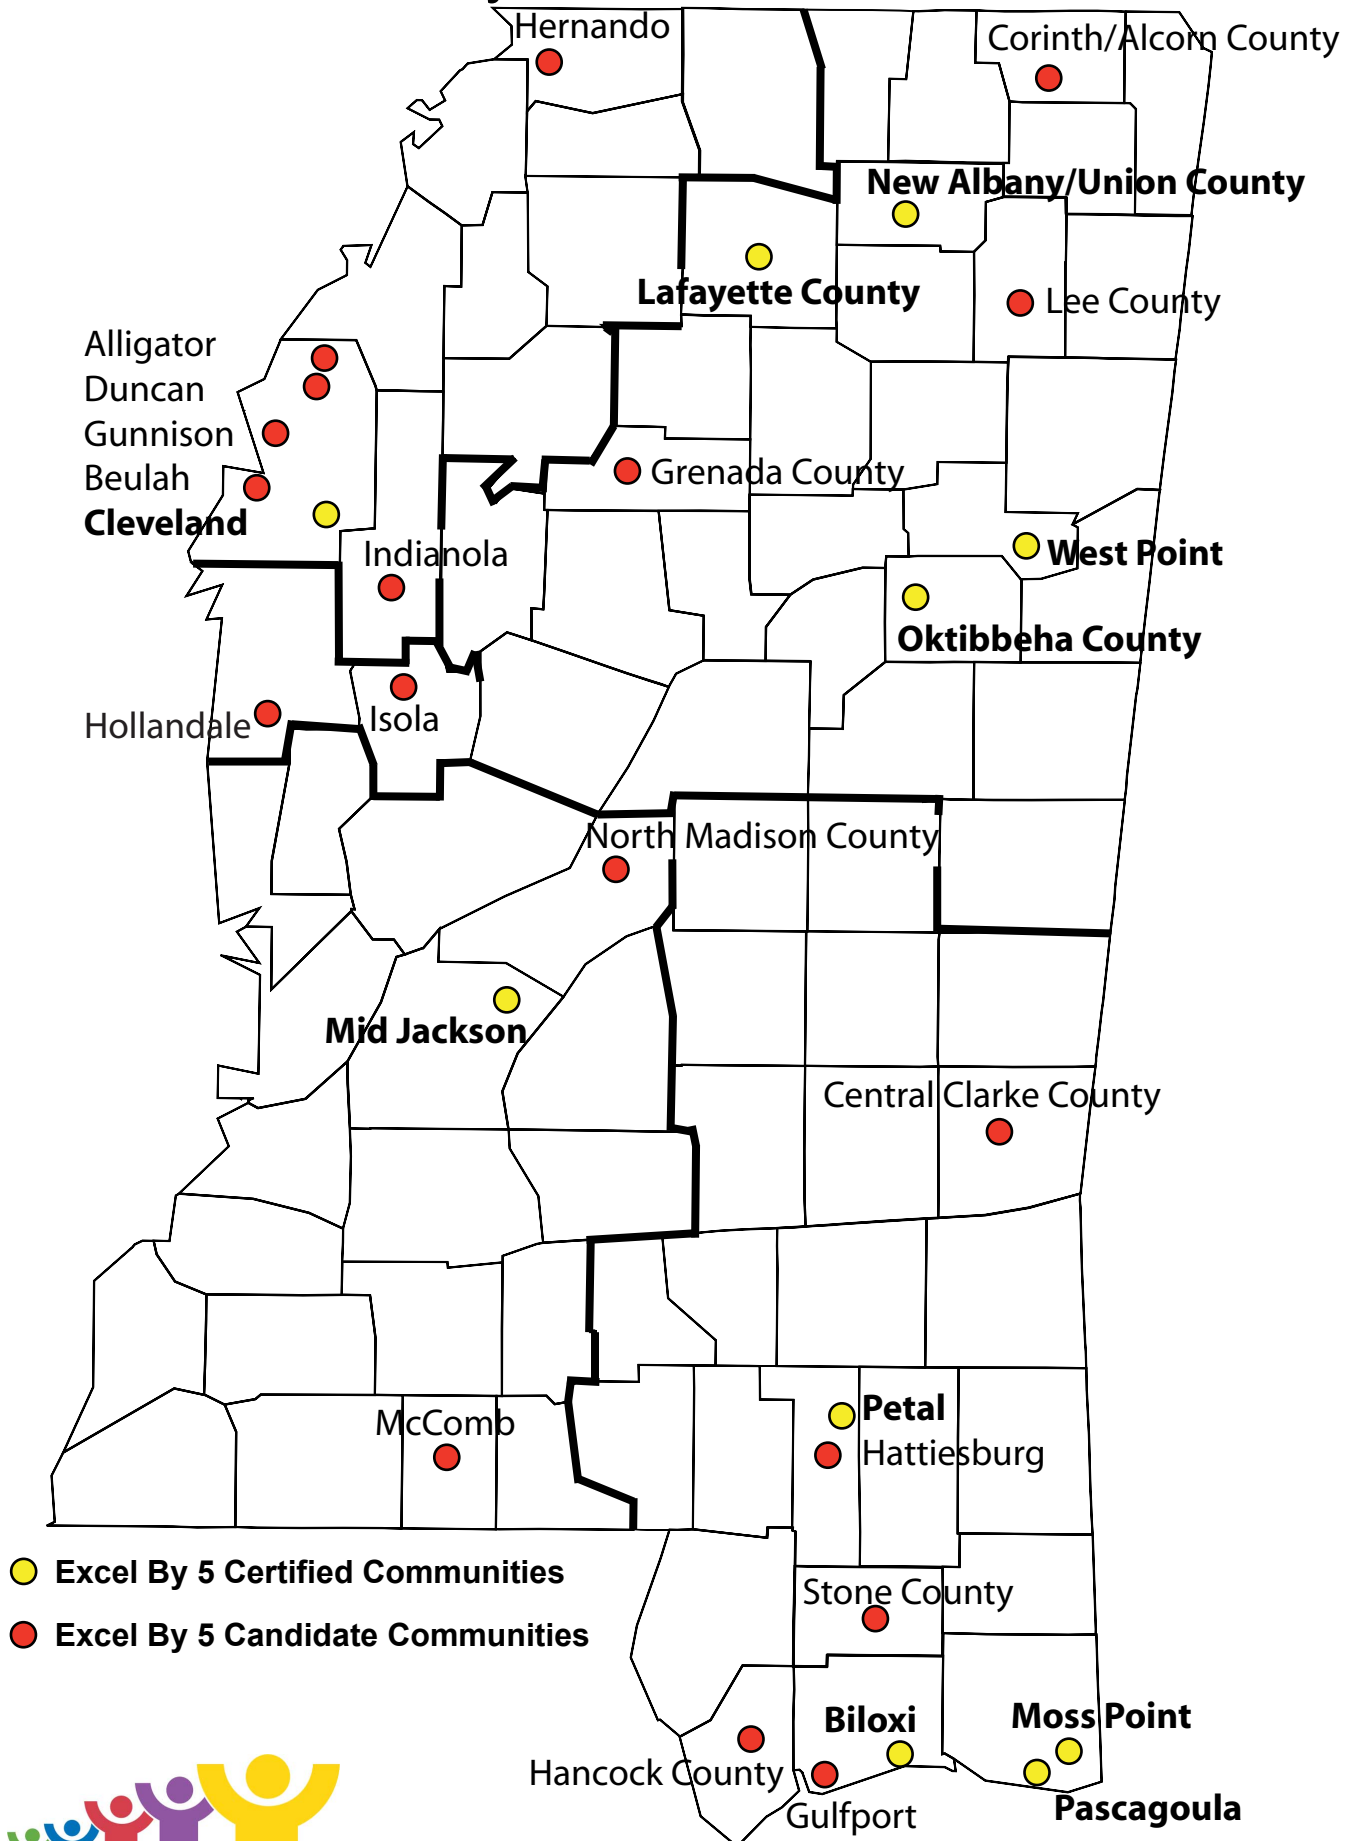 Hernando
Corinth/Alcorn County
New Albany/Union County
Lafayette County
Lee County
Alligator
Duncan
Gunnison
Beulah
Cleveland
Grenada County
Indianola
West Point
Oktibbeha County
Hollandale
Isola
North Madison County
Mid Jackson
Central Clarke County
McComb
Petal
Hattiesburg
Excel By 5 Certified Communities
Stone County
Excel By 5 Candidate Communities
Biloxi
Moss Point
Hancock County
Gulfport
Pascagoula